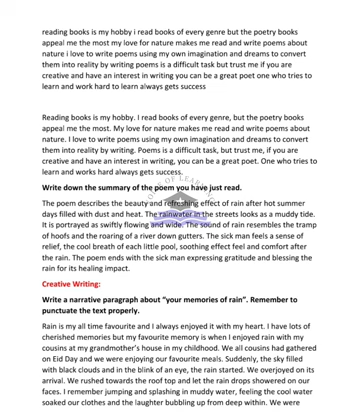 reading books is my hobby i read books of every genre but the poetry books
appeal me the most my love for nature makes me read and write poems about
nature i love to write poems using my own imagination and dreams to convert
them into reality by writing poems is a difficult task but trust me if you are
creative and have an interest in writing you can be a great poet one who tries to
learn and work hard to learn always gets success
Reading books is my hobby. I read books of every genre, but the poetry books
appeal me the most. My love for nature makes me read and write poems about
nature. I love to write poems using my own imagination and dreams to convert
them into reality by writing. Poems is a difficult task, but trust me, if you are
creative and have an interest in writing, you can be a great poet. One who tries to
learn and works hard always gets success.
Write down the summary of the poem you have just read.
The poem describes the beauty and refreshing effect of rain after hot summer
days filled with dust and heat. The rainwater in the streets looks as a muddy tide.
It is portrayed as swiftly flowing and wide. The sound of rain resembles the tramp
of hoofs and the roaring of a river down gutters. The sick man feels a sense of
relief, the cool breath of each little pool, soothing effect feel and comfort after
the rain. The poem ends with the sick man expressing gratitude and blessing the
rain for its healing impact.
Creative Writing:
Write a narrative paragraph about “your memories of rain”. Remember to
punctuate the text properly.
Rain is my all time favourite and I always enjoyed it with my heart. I have lots of
cherished memories but my favourite memory is when I enjoyed rain with my
cousins at my grandmother’s house in my childhood. We all cousins had gathered
on Eid Day and we were enjoying our favourite meals. Suddenly, the sky filled
with black clouds and in the blink of an eye, the rain started. We overjoyed on its
arrival. We rushed towards the roof top and let the rain drops showered on our
faces. I remember jumping and splashing in muddy water, feeling the cool water
soaked our clothes and the laughter bubbling up from deep within. We were